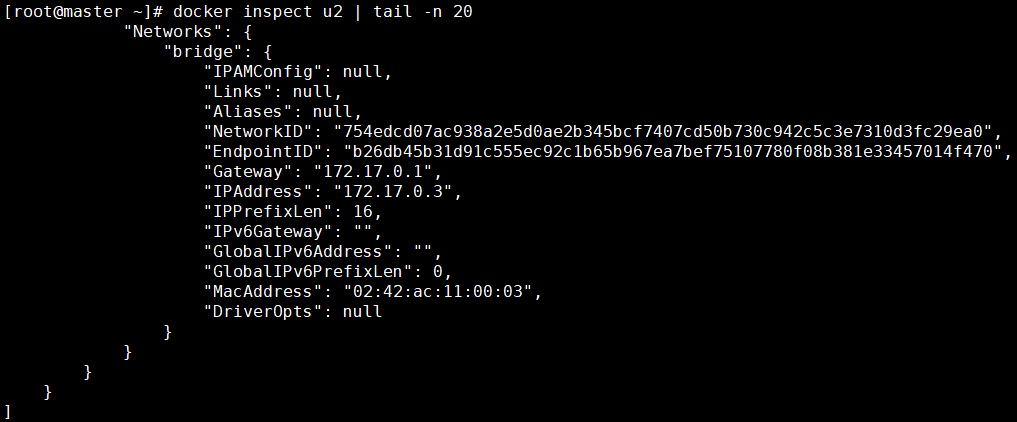 [root@master ~]# docker inspect u2 | tail -n 20
            "Networks": {
                "bridge": {
                    "IPAMConfig": null,
                    "Links": null,
                    "Aliases": null,
                    "NetworkID": "754edcd07ac938a2e5d0ae2b345bcf7407cd50b730c942c5c3e7310d3fc29ea0",
                    "EndpointID": "b26db45b31d91c555ec92c1b65b967ea7bef75107780f08b381e33457014f470",
                    "Gateway": "172.17.0.1",
                    "IPAddress": "172.17.0.3",
                    "IPPrefixLen": 16,
                    "IPv6Gateway": "",
                    "GlobalIPv6Address": "",
                    "GlobalIPv6PrefixLen": 0,
                    "MacAddress": "02:42:ac:11:00:03",
                    "DriverOpts": null
                }
            }
        }
    }
]